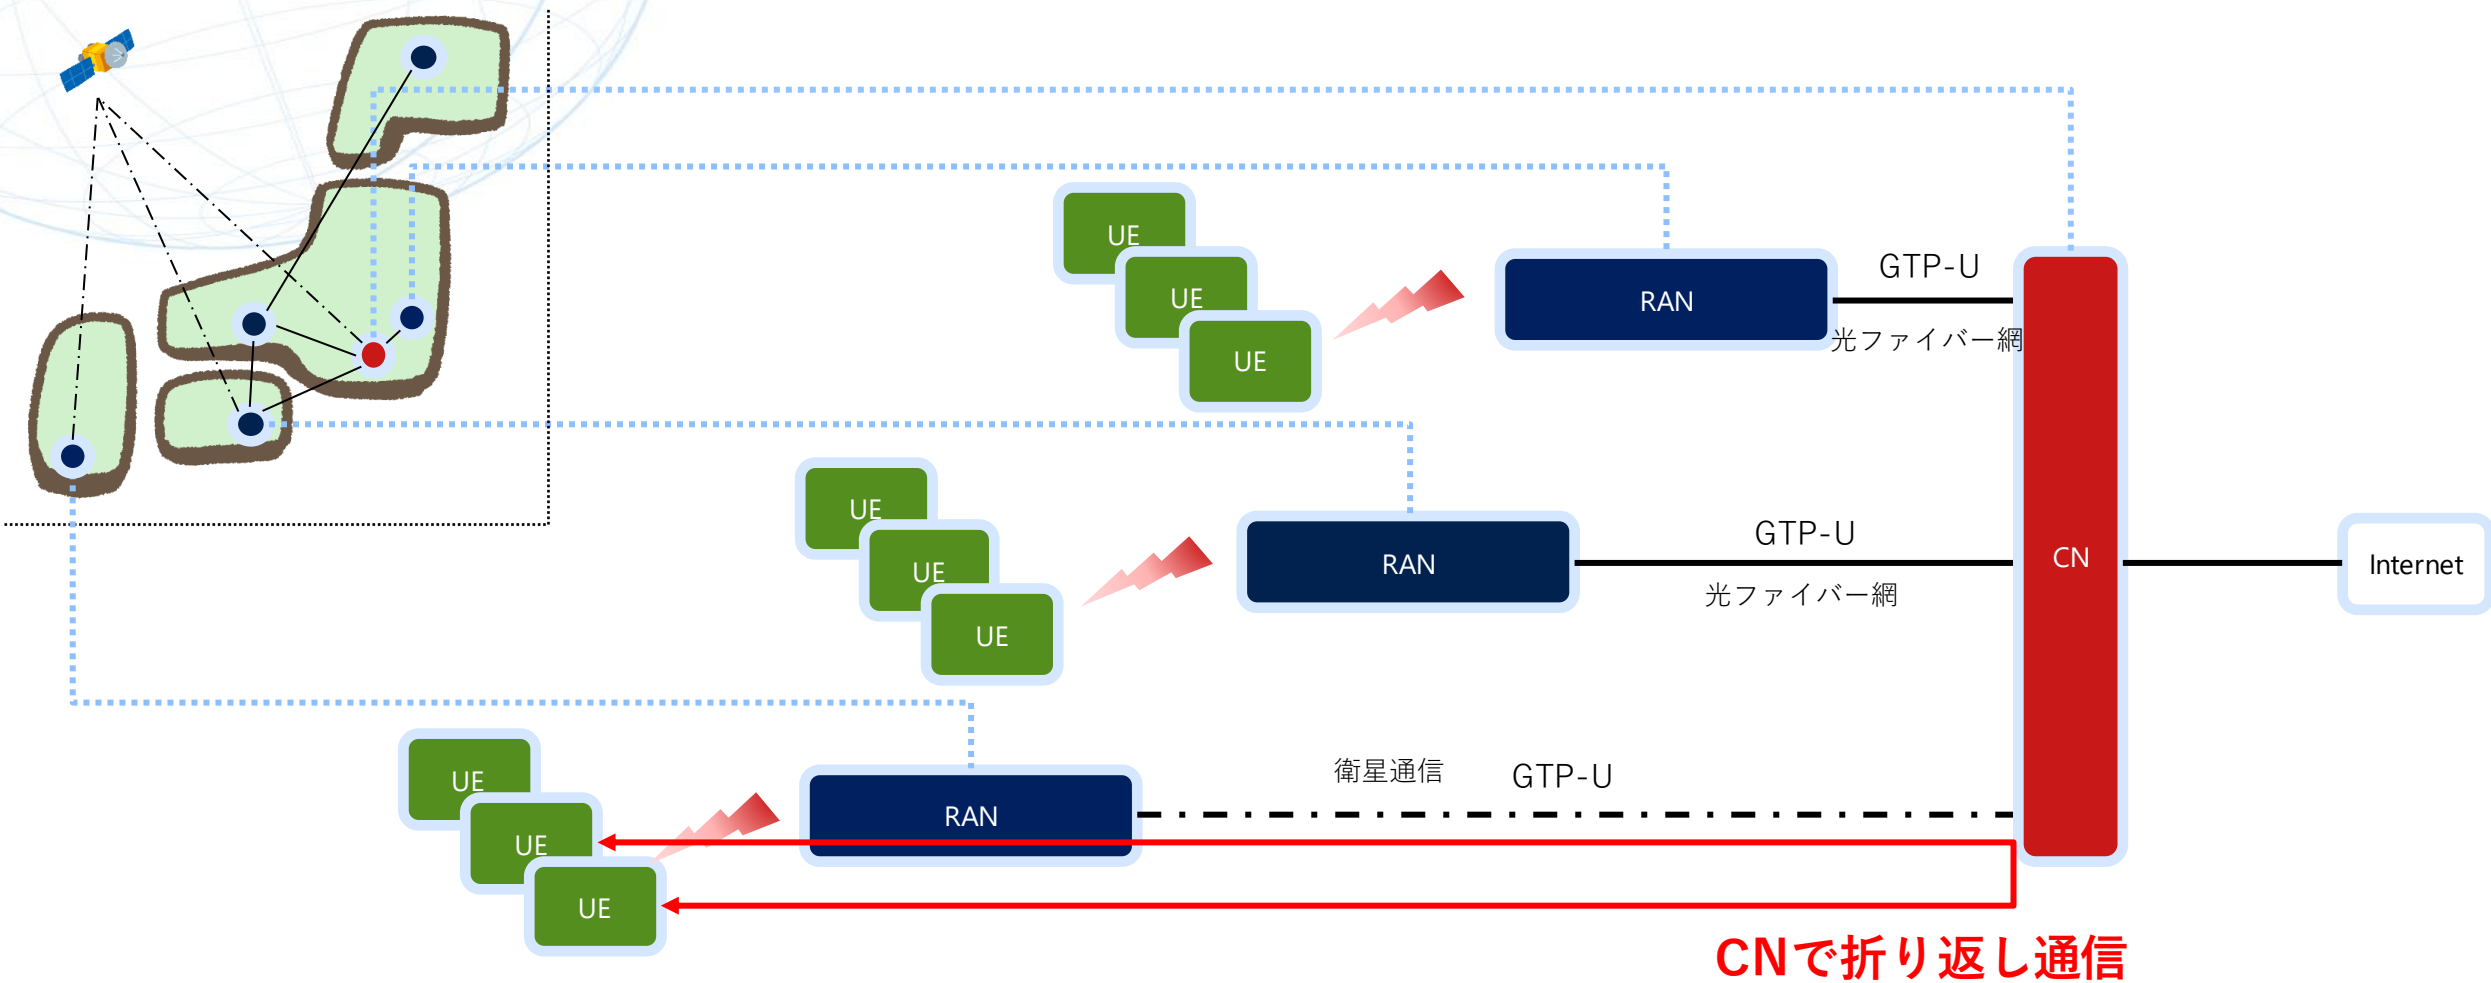 UE
UE
UE
RAN
GTP-U
光ファイバー網
UE
UE
UE
RAN
GTP-U
光ファイバー網
CN
Internet
UE
UE
UE
RAN
衛星通信
GTP-U
CNで折り返し通信